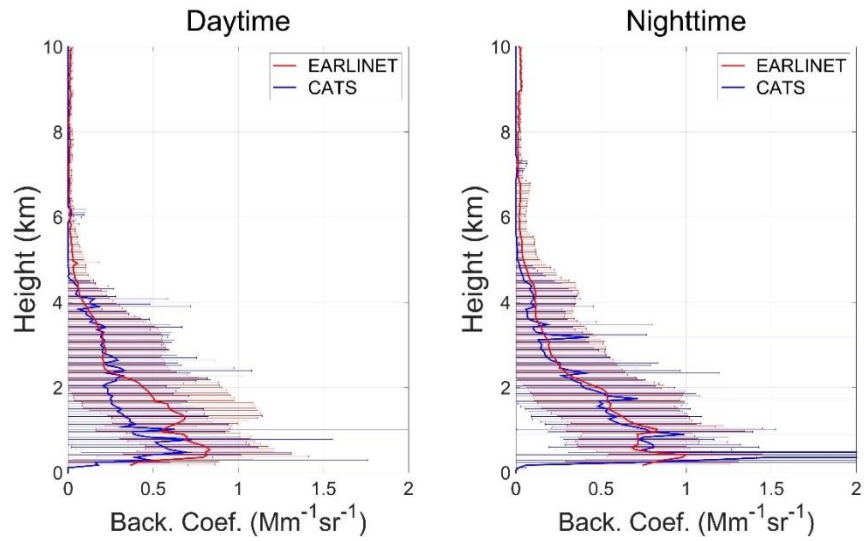 Daytime
EARLINET
CATS
10
8
6
4
2
0
Height (km)
0
0.5
1
1.5
2
Back. Coef. (Mm⁻¹sr⁻¹)
Nighttime
EARLINET
CATS
10
8
6
4
2
0
Height (km)
0
0.5
1
1.5
2
Back. Coef. (Mm⁻¹sr⁻¹)